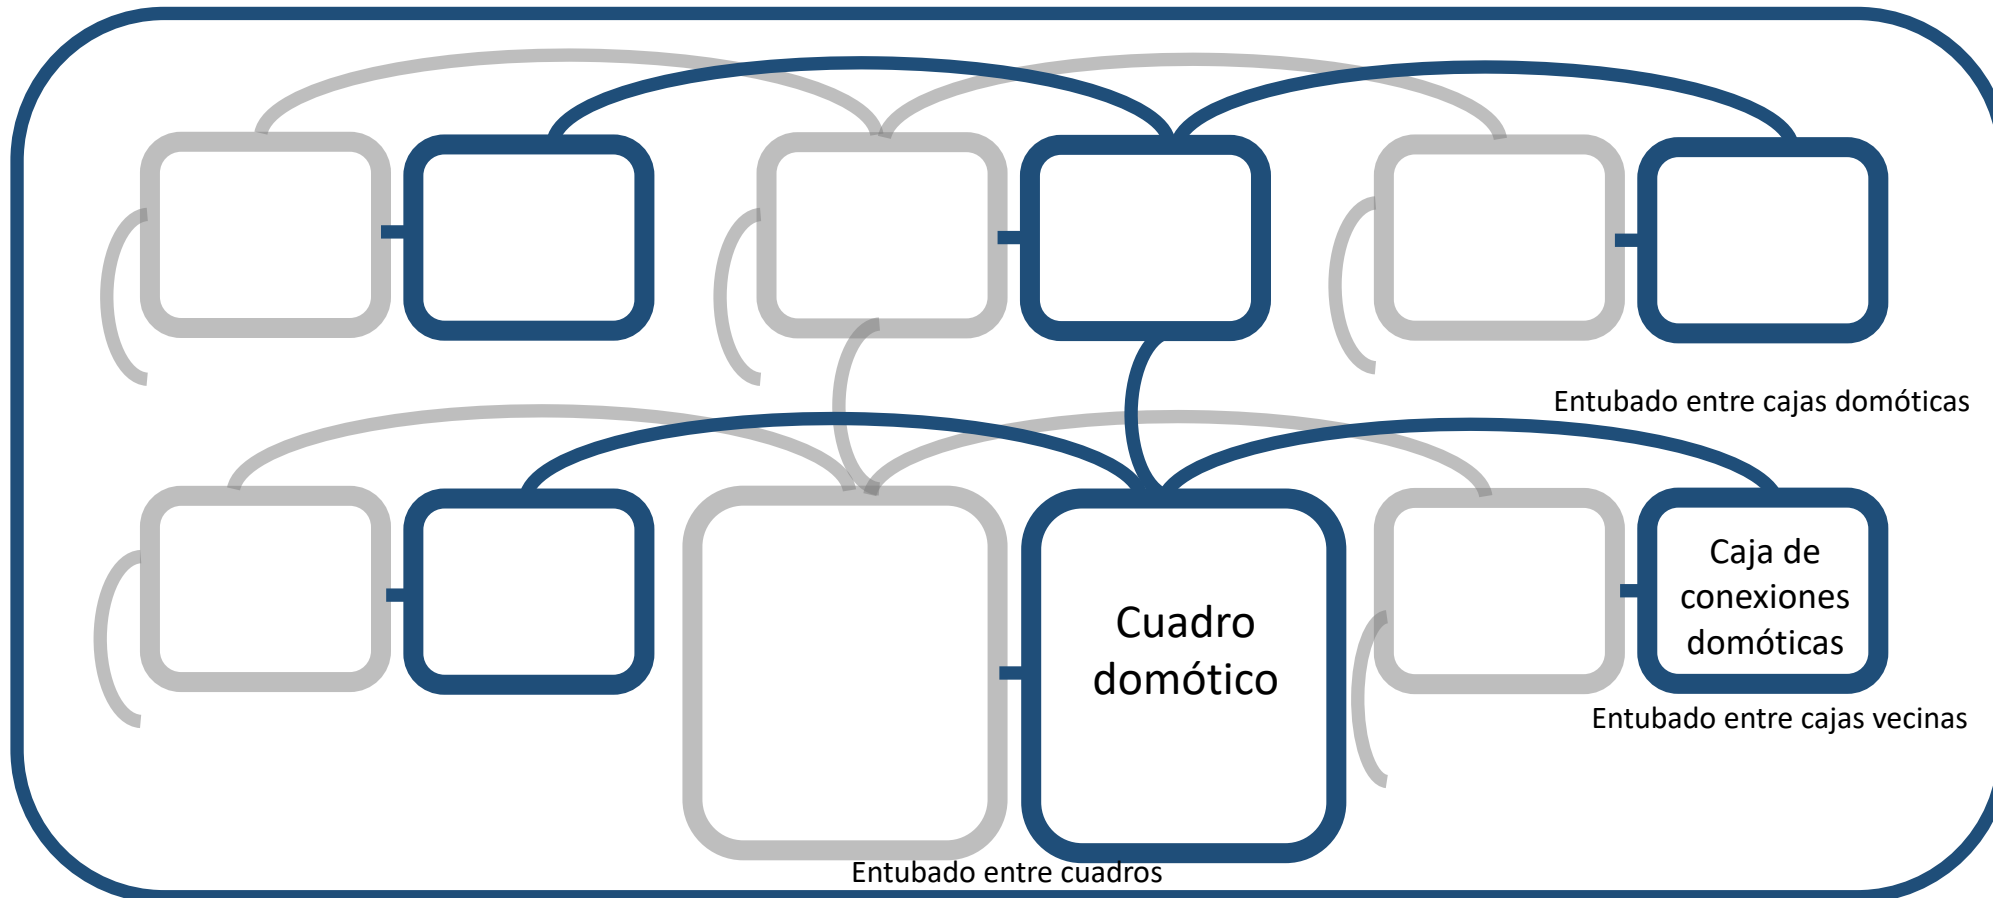 Entubado entre cajas domóticas
Caja de
conexiones
domóticas
Cuadro
domótico
Entubado entre cajas vecinas
Entubado entre cuadros